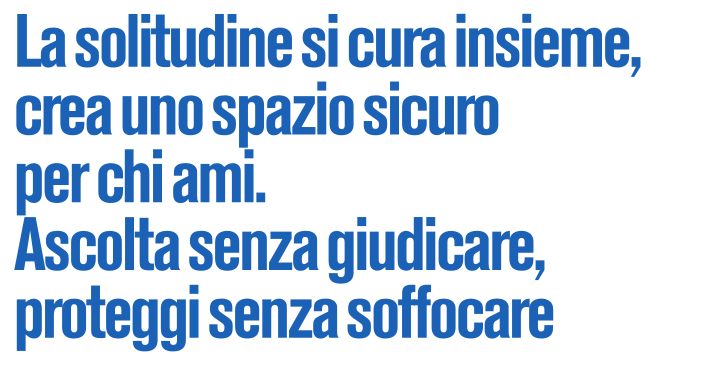 La solitudine si cura insieme,
crea uno spazio sicuro
per chi ami.
Ascolta senza giudicare,
proteggi senza soffocare